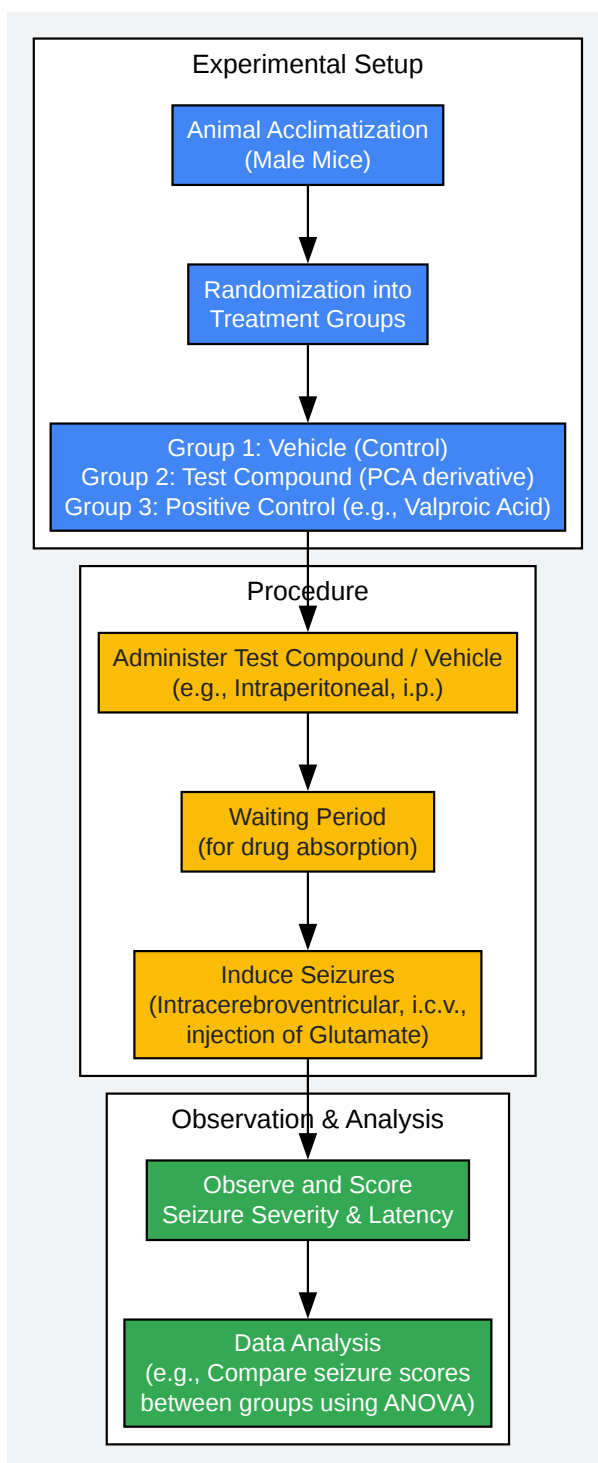 Experimental Setup
Animal Acclimatization
(Male Mice)
Randomization into
Treatment Groups
Group 1: Vehicle (Control)
Group 2: Test Compound (PCA derivative)
Group 3: Positive Control (e.g., Valproic Acid)
Procedure
Administer Test Compound / Vehicle
(e.g., Intraperitoneal, i.p.)
Waiting Period
(for drug absorption)
Induce Seizures
(Intracerebroventricular, i.c.v.,
injection of Glutamate)
Observation & Analysis
Observe and Score
Seizure Severity & Latency
Data Analysis
(e.g., Compare seizure scores
between groups using ANOVA)